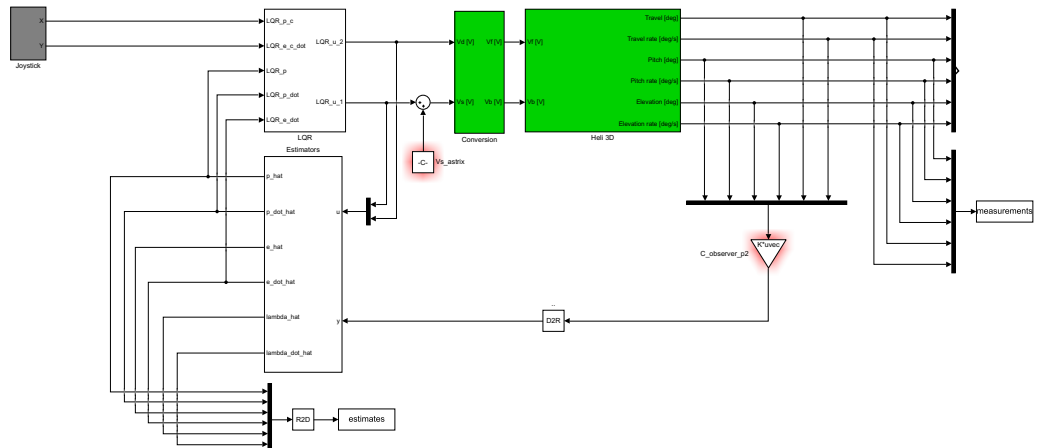 X
Y
Joystick
LQR_p_c
LQR_e_c_dot
LQR_p
LQR_p_dot
LQR_e_dot
LQR_u_2
LQR_u_1
LQR
Vd [V]
Vs [V]
Vf [V]
Vb [V]
Conversion
Vf [V]
Vb [V]
Travel [deg]
Travel rate [deg/s]
Pitch [deg]
Pitch rate [deg/s]
Elevation [deg]
Elevation rate [deg/s]
Heli 3D
-C-
Vs_astrix
Estimators
p_hat
p_dot_hat
e_hat
e_dot_hat
lambda_hat
lambda_dot_hat
u
y
K*uvec
C_observer_p2
measurements
..
D2R
R2D
estimates